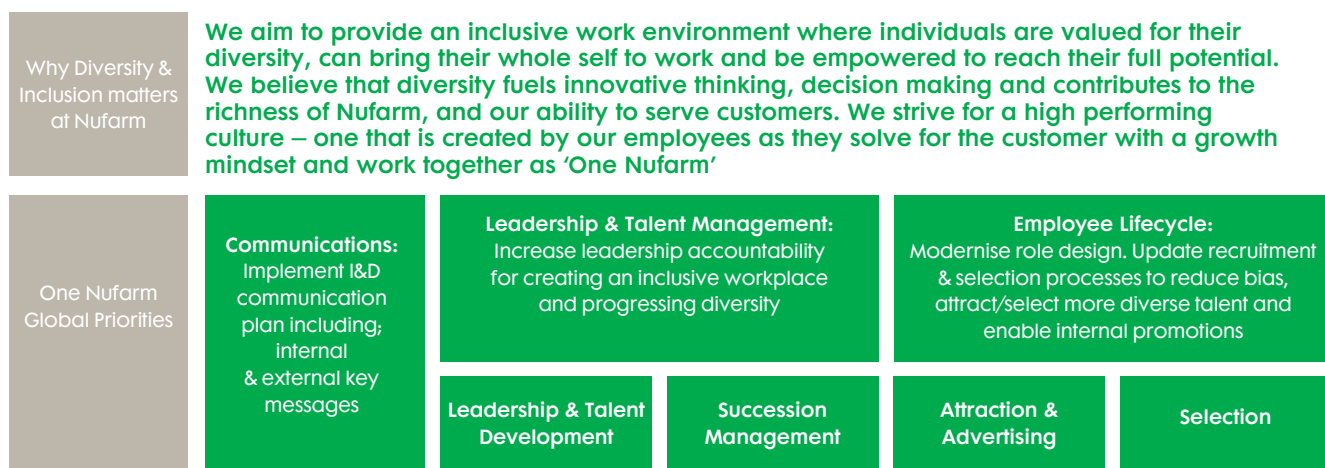 Why Diversity &
Inclusion matters
at Nufarm
We aim to provide an inclusive work environment where individuals are valued for their
diversity, can bring their whole self to work and be empowered to reach their full potential.
We believe that diversity fuels innovative thinking, decision making and contributes to the
richness of Nufarm, and our ability to serve customers. We strive for a high performing
culture – one that is created by our employees as they solve for the customer with a growth
mindset and work together as ‘One Nufarm’
One Nufarm
Global Priorities
Communications:
Implement I&D
communication
plan including;
internal
& external key
messages
Leadership & Talent Management:
Increase leadership accountability
for creating an inclusive workplace
and progressing diversity
Leadership & Talent
Development
Succession
Management
Employee Lifecycle:
Modernise role design. Update recruitment
& selection processes to reduce bias,
attract/select more diverse talent and
enable internal promotions
Attraction &
Advertising
Selection